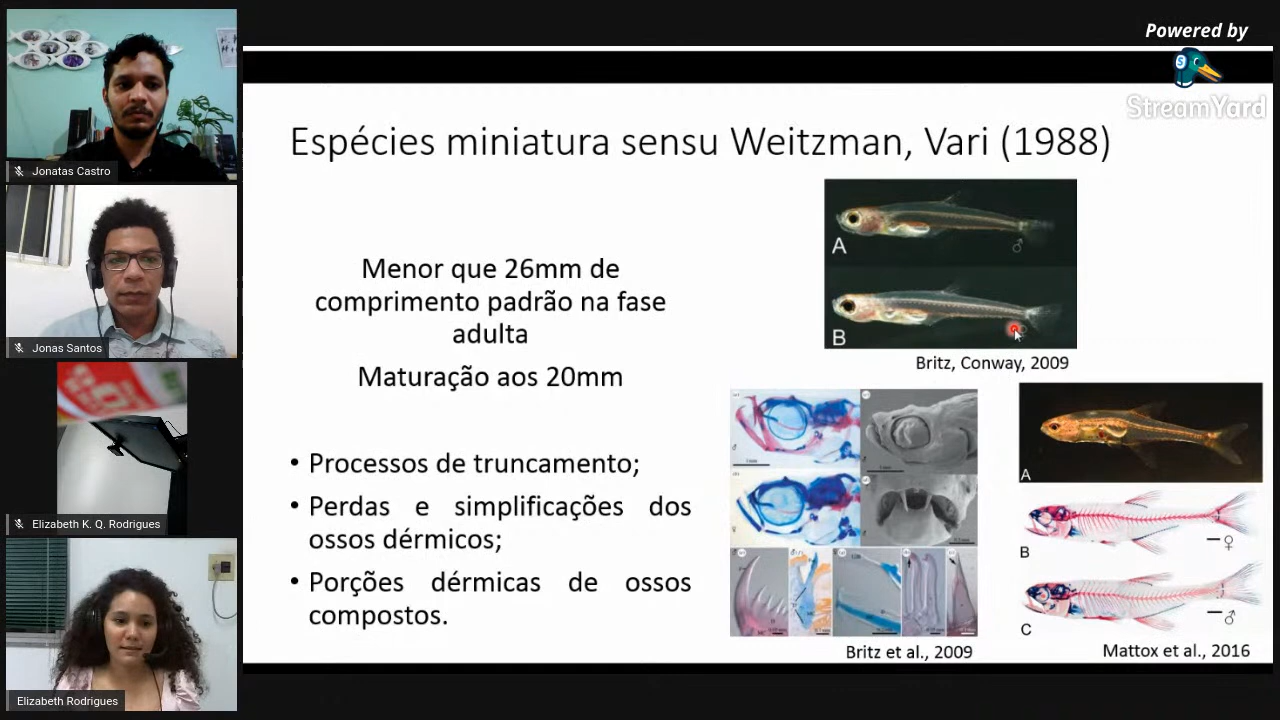 Powered by
StreamYard
Jonatas Castro
Jonas Santos
Elizabeth K. Q. Rodrigues
Elizabeth Rodrigues
Espécies miniatura sensu Weitzman, Vari (1988)
Menor que 26mm de
comprimento padrão na fase
adulta
Maturação aos 20mm
• Processos de truncamento;
• Perdas e simplificações dos
ossos dérmicos;
• Porções dérmicas de ossos
compostos.
A
♂
B
Britz, Conway, 2009
Britz et al., 2009
A
B
♀
C
♂
Mattox et al., 2016